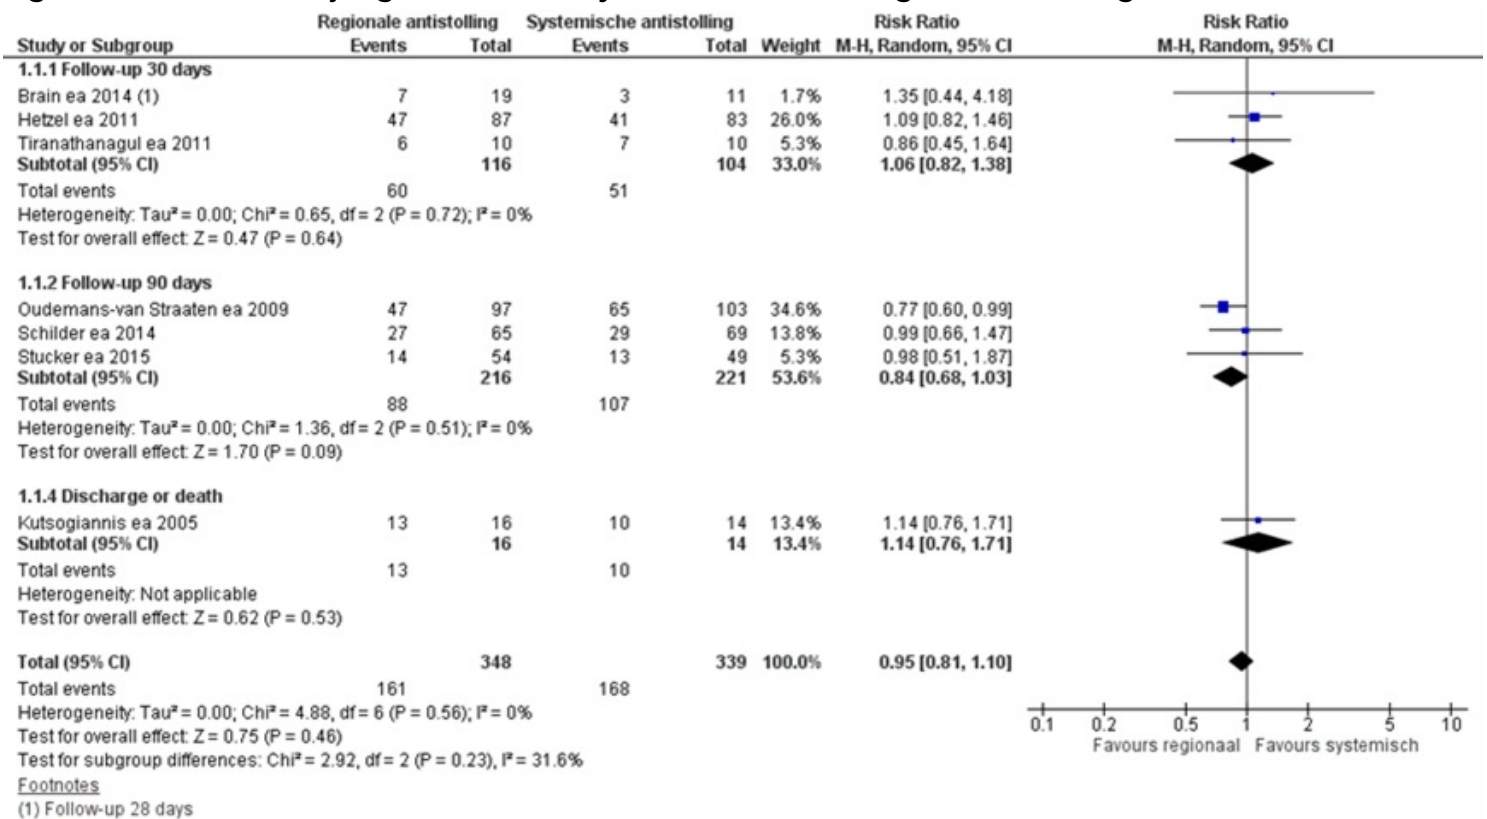 Regionale antistolling Systemische antistolling Risk Ratio Risk Ratio
Study or Subgroup Events Total Events Total Weight M-H, Random, 95% CI M-H, Random, 95% CI
1.1.1 Follow-up 30 days
Brain ea 2014 (1) 7 19 3 11 1.7% 1.35 [0.44, 4.18]
Hetzel ea 2011 47 87 41 83 26.0% 1.09 [0.82, 1.46]
Tiranathanagul ea 2011 6 10 7 10 5.3% 0.86 [0.45, 1.64]
Subtotal (95% CI) 116 104 33.0% 1.06 [0.82, 1.38]
Total events 60 51
Heterogeneity: Tau² = 0.00; Chi² = 0.65, df = 2 (P = 0.72); I² = 0%
Test for overall effect: Z = 0.47 (P = 0.64)
1.1.2 Follow-up 90 days
Oudemans-van Straaten ea 2009 47 97 65 103 34.6% 0.77 [0.60, 0.99]
Schilder ea 2014 27 65 29 69 13.8% 0.99 [0.66, 1.47]
Stucker ea 2015 14 54 13 49 5.3% 0.98 [0.51, 1.87]
Subtotal (95% CI) 216 221 53.6% 0.84 [0.68, 1.03]
Total events 88 107
Heterogeneity: Tau² = 0.00; Chi² = 1.36, df = 2 (P = 0.51); I² = 0%
Test for overall effect: Z = 1.70 (P = 0.09)
1.1.4 Discharge or death
Kutsogiannis ea 2005 13 16 10 14 13.4% 1.14 [0.76, 1.71]
Subtotal (95% CI) 16 14 13.4% 1.14 [0.76, 1.71]
Total events 13 10
Heterogeneity: Not applicable
Test for overall effect: Z = 0.62 (P = 0.53)
Total (95% CI) 348 339 100.0% 0.95 [0.81, 1.10]
Total events 161 168
Heterogeneity: Tau² = 0.00; Chi² = 4.88, df = 6 (P = 0.56); I² = 0%
Test for overall effect: Z = 0.75 (P = 0.46)
Test for subgroup differences: Chi² = 2.92, df = 2 (P = 0.23), I² = 31.6%
0.1 0.2 0.5 1 2 5 10
Favours regionaal Favours systemisch
Footnotes
(1) Follow-up 28 days